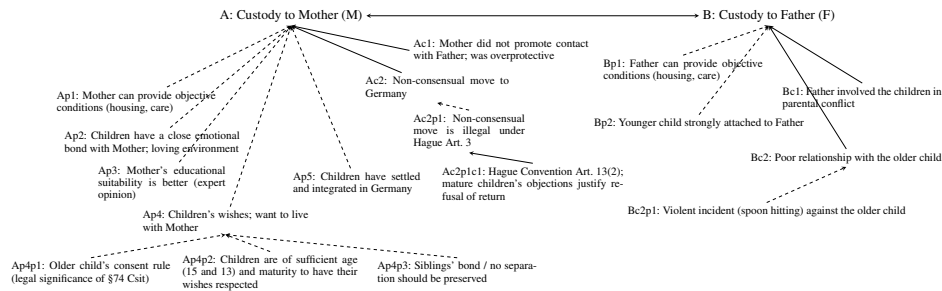 A: Custody to Mother (M)
B: Custody to Father (F)
Ac1: Mother did not promote contact
with Father; was overprotective
Ac2: Non-consensual move to
Germany
Ac2p1: Non-consensual
move is illegal under
Hague Art. 3
Ac2p1c1: Hague Convention Art. 13(2);
mature children's objections justify re-
fusal of return
Bp1: Father can provide objective
conditions (housing, care)
Bc1: Father involved the children in
parental conflict
Bp2: Younger child strongly attached to Father
Bc2: Poor relationship with the older child
Bc2p1: Violent incident (spoon hitting) against the older child
Ap1: Mother can provide objective
conditions (housing, care)
Ap2: Children have a close emotional
bond with Mother; loving environment
Ap3: Mother's educational
suitability is better (expert
opinion)
Ap5: Children have settled
and integrated in Germany
Ap4: Children's wishes; want to live
with Mother
Ap4p1: Older child's consent rule
(legal significance of §74 Csit)
Ap4p2: Children are of sufficient age
(15 and 13) and maturity to have their
wishes respected
Ap4p3: Siblings' bond / no separa-
tion should be preserved